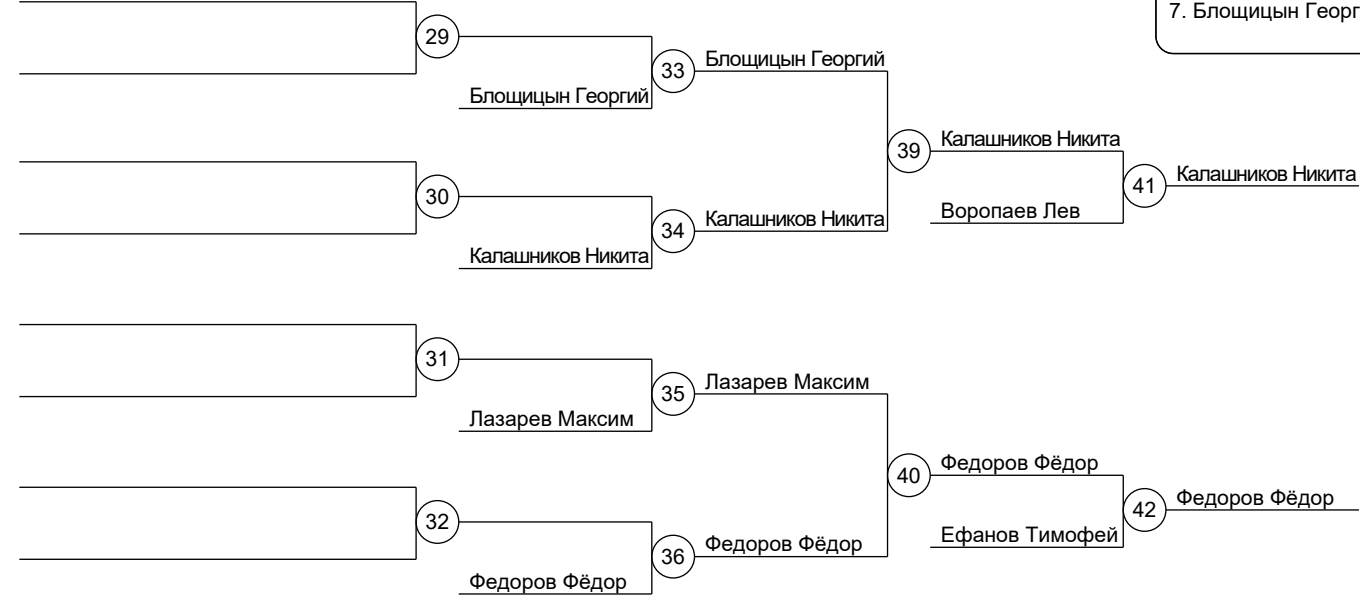 7. Блощицын Георг
29
33
Блощицын Георгий
Блощицын Георгий
39
Калашников Никита
41
Калашников Никита
30
34
Калашников Никита
Воропаев Лев
Калашников Никита
31
35
Лазарев Максим
Лазарев Максим
40
Федоров Фёдор
42
Федоров Фёдор
32
36
Федоров Фёдор
Ефанов Тимофей
Федоров Фёдор